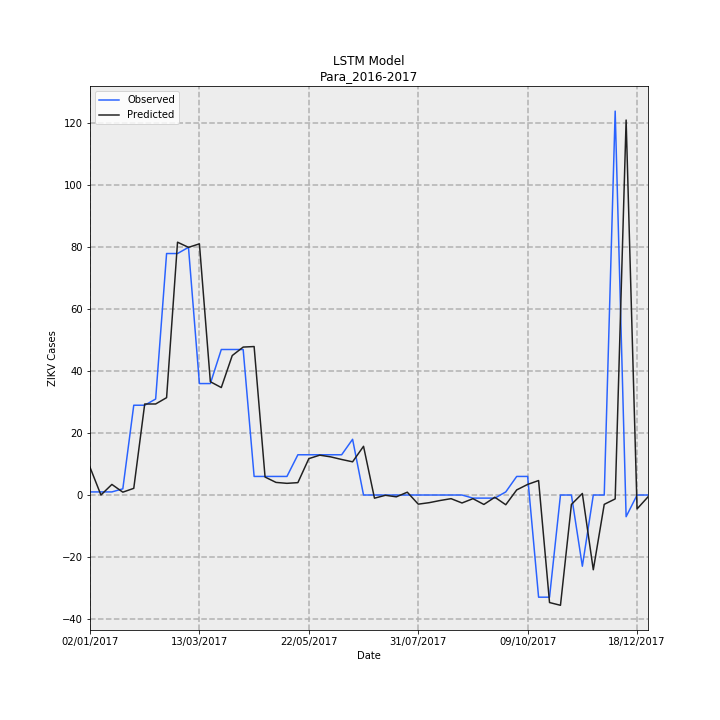 LSTM Model
Para_2016-2017
Observed
Predicted
120
100
80
60
40
20
0
−20
−40
ZIKV Cases
02/01/2017 13/03/2017 22/05/2017 31/07/2017 09/10/2017 18/12/2017
Date